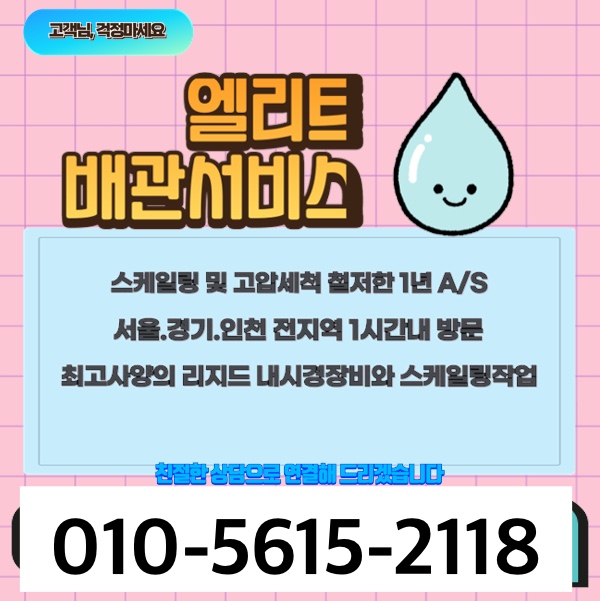 고객님, 걱정마세요
엘리트
배관서비스
스케일링 및 고압세척 철저한 1년 A/S
서울.경기.인천 전지역 1시간내 방문
최고사양의 리지드 내시경장비와 스케일링작업
친절한 상담으로 연결해 드리겠습니다
010-5615-2118